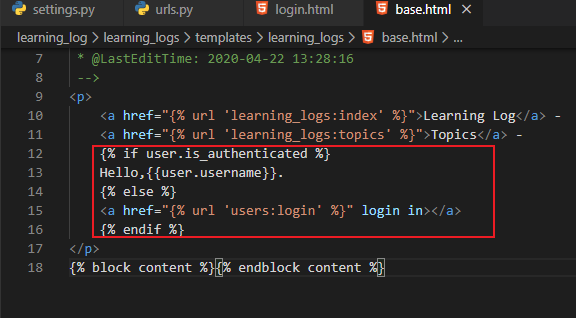 settings.py urls.py login.html base.html ×
learning_log > learning_logs > templates > learning_logs > base.html > ...
7 * @LastEditTime: 2020-04-22 13:28:16
8 -->
9 <p>
10 <a href="{% url 'learning_logs:index' %}">Learning Log</a> -
11 <a href="{% url 'learning_logs:topics' %}">Topics</a> -
12 {% if user.is_authenticated %}
13 Hello,{{user.username}}.
14 {% else %}
15 <a href="{% url 'users:login' %}" login in></a>
16 {% endif %}
17 </p>
18 {% block content %}{% endblock content %}